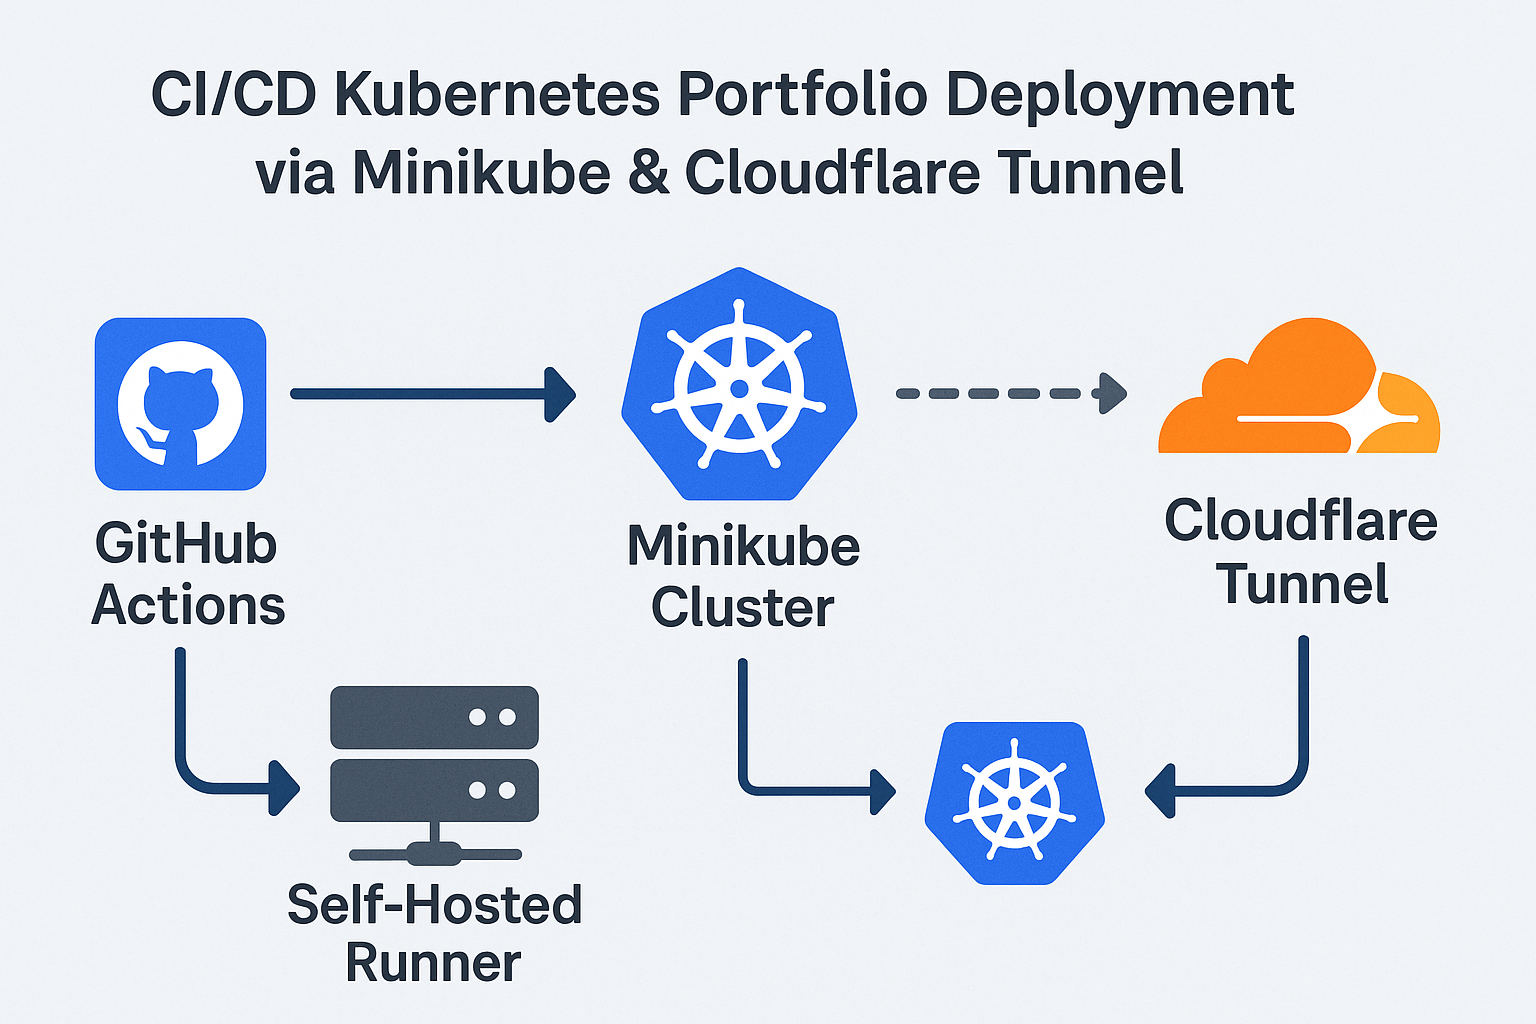 CI/CD Kubernetes Portfolio Deployment
via Minikube & Cloudflare Tunnel
GitHub
Actions
Minikube
Cluster
Cloudflare
Tunnel
Self-Hosted
Runner